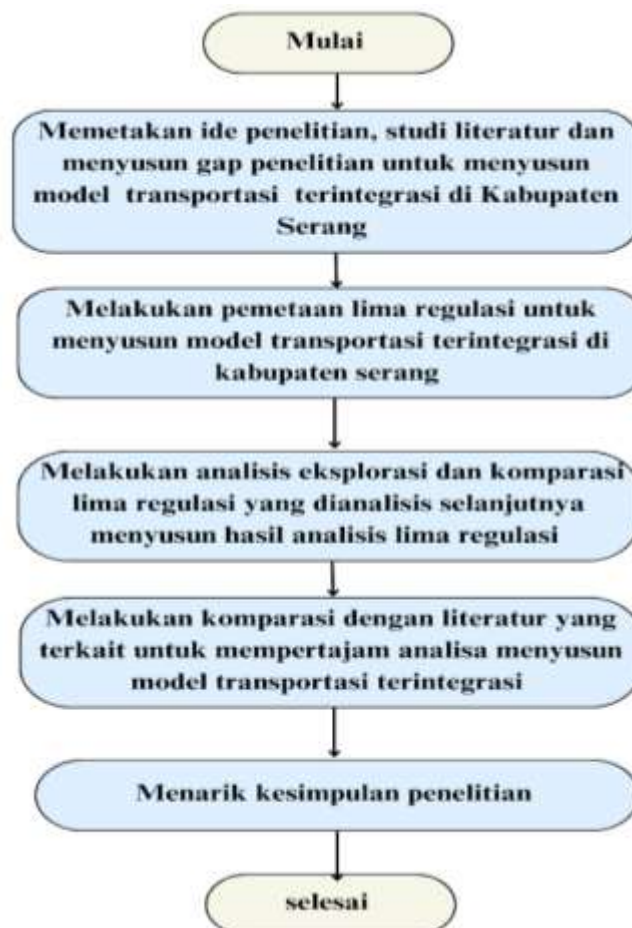 Mulai
Memetakan ide penelitian, studi literatur dan
menyusun gap penelitian untuk menyusun
model transportasi terintegrasi di Kabupaten
Serang
Melakukan pemetaan lima regulasi untuk
menyusun model transportasi terintegrasi di
kabupaten serang
Melakukan analisis eksplorasi dan komparasi
lima regulasi yang dianalisis selanjutnya
menyusun hasil analisis lima regulasi
Melakukan komparasi dengan literatur yang
terkait untuk mempertajam analisa menyusun
model transportasi terintegrasi
Menarik kesimpulan penelitian
selesai